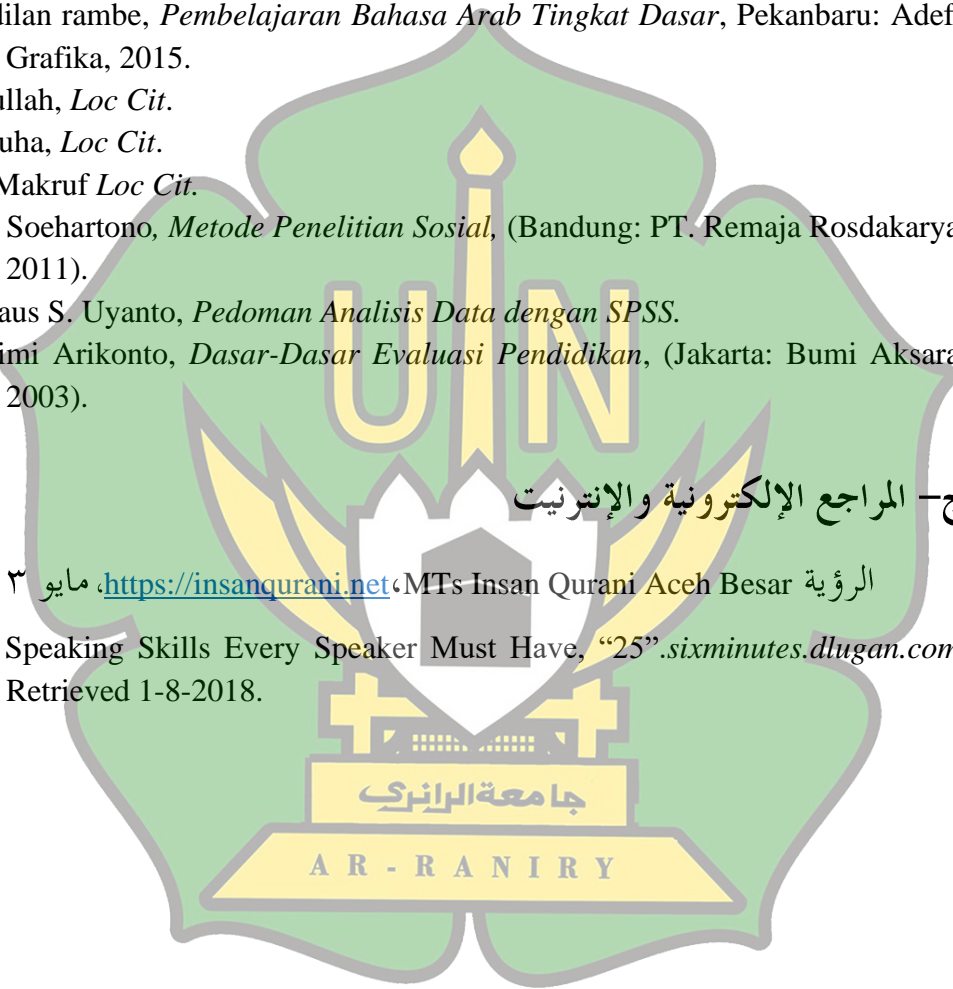 dilan rambe, Pembelajaran Bahasa Arab Tingkat Dasar, Pekanbaru: Adef
Grafika, 2015.
ullah, Loc Cit.
uha, Loc Cit.
Makruf Loc Cit.
Soehartono, Metode Penelitian Sosial, (Bandung: PT. Remaja Rosdakarya
2011).
aus S. Uyanto, Pedoman Analisis Data dengan SPSS.
imi Arikonto, Dasar-Dasar Evaluasi Pendidikan, (Jakarta: Bumi Aksara
2003).
UIN
ج– المراجع الإلكترونية والإنترنيت
الرؤية MTs Insan Qurani Aceh Besar، https://insanqurani.net، مايو ٣
Speaking Skills Every Speaker Must Have, “25”.sixminutes.dlugan.com
Retrieved 1-8-2018.
جامعة الرانري
AR-RANIRY